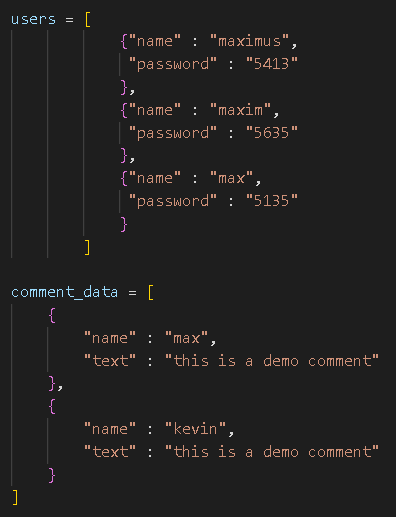 users = [
{"name" : "maximus",
"password" : "5413"
},
{"name" : "maxim",
"password" : "5635"
},
{"name" : "max",
"password" : "5135"
}
]
comment_data = [
{
"name" : "max",
"text" : "this is a demo comment"
},
{
"name" : "kevin",
"text" : "this is a demo comment"
}
]